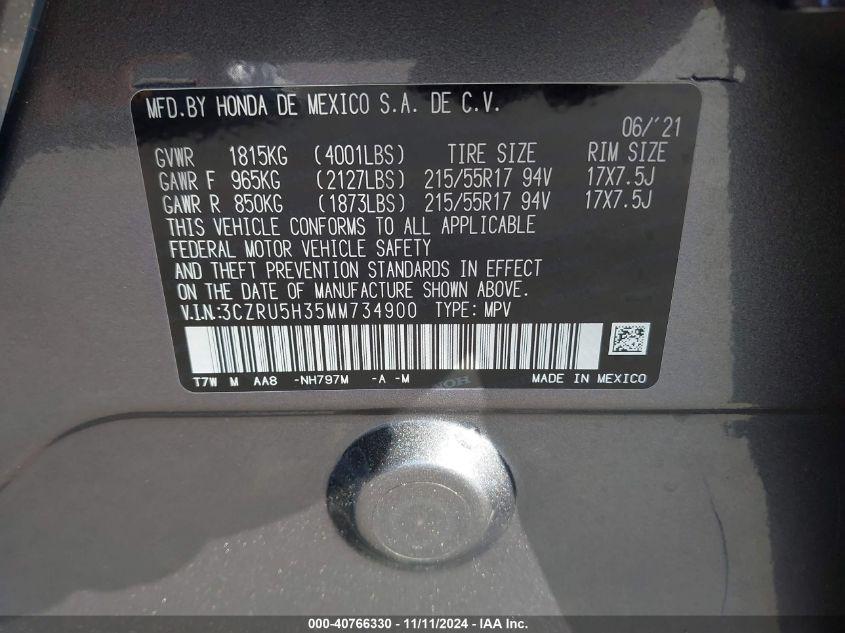 MFD.BY HONDA DE MEXICO S.A. DE C.V.
06/'21
GVWR 1815KG (4001LBS) TIRE SIZE RIM SIZE
GAWR F 965KG (2127LBS) 215/55R17 94V 17X7.5J
GAWR R 850KG (1873LBS) 215/55R17 94V 17X7.5J
THIS VEHICLE CONFORMS TO ALL APPLICABLE
FEDERAL MOTOR VEHICLE SAFETY
AND THEFT PREVENTION STANDARDS IN EFFECT
ON THE DATE OF MANUFACTURE SHOWN ABOVE.
V.I.N.:3CZRU5H35MM734900 TYPE: MPV
T7W M AA8 -NH797M -A -M MADE IN MEXICO
000-40766330 - 11/11/2024 - IAA Inc.